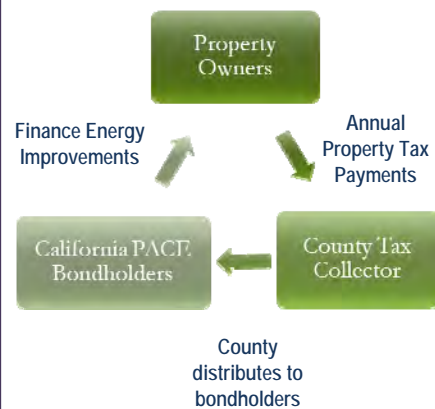 Property
Owners
Finance Energy
Improvements
Annual
Property Tax
Payments
California PACE
Bondholders
County Tax
Collector
County
distributes to
bondholders